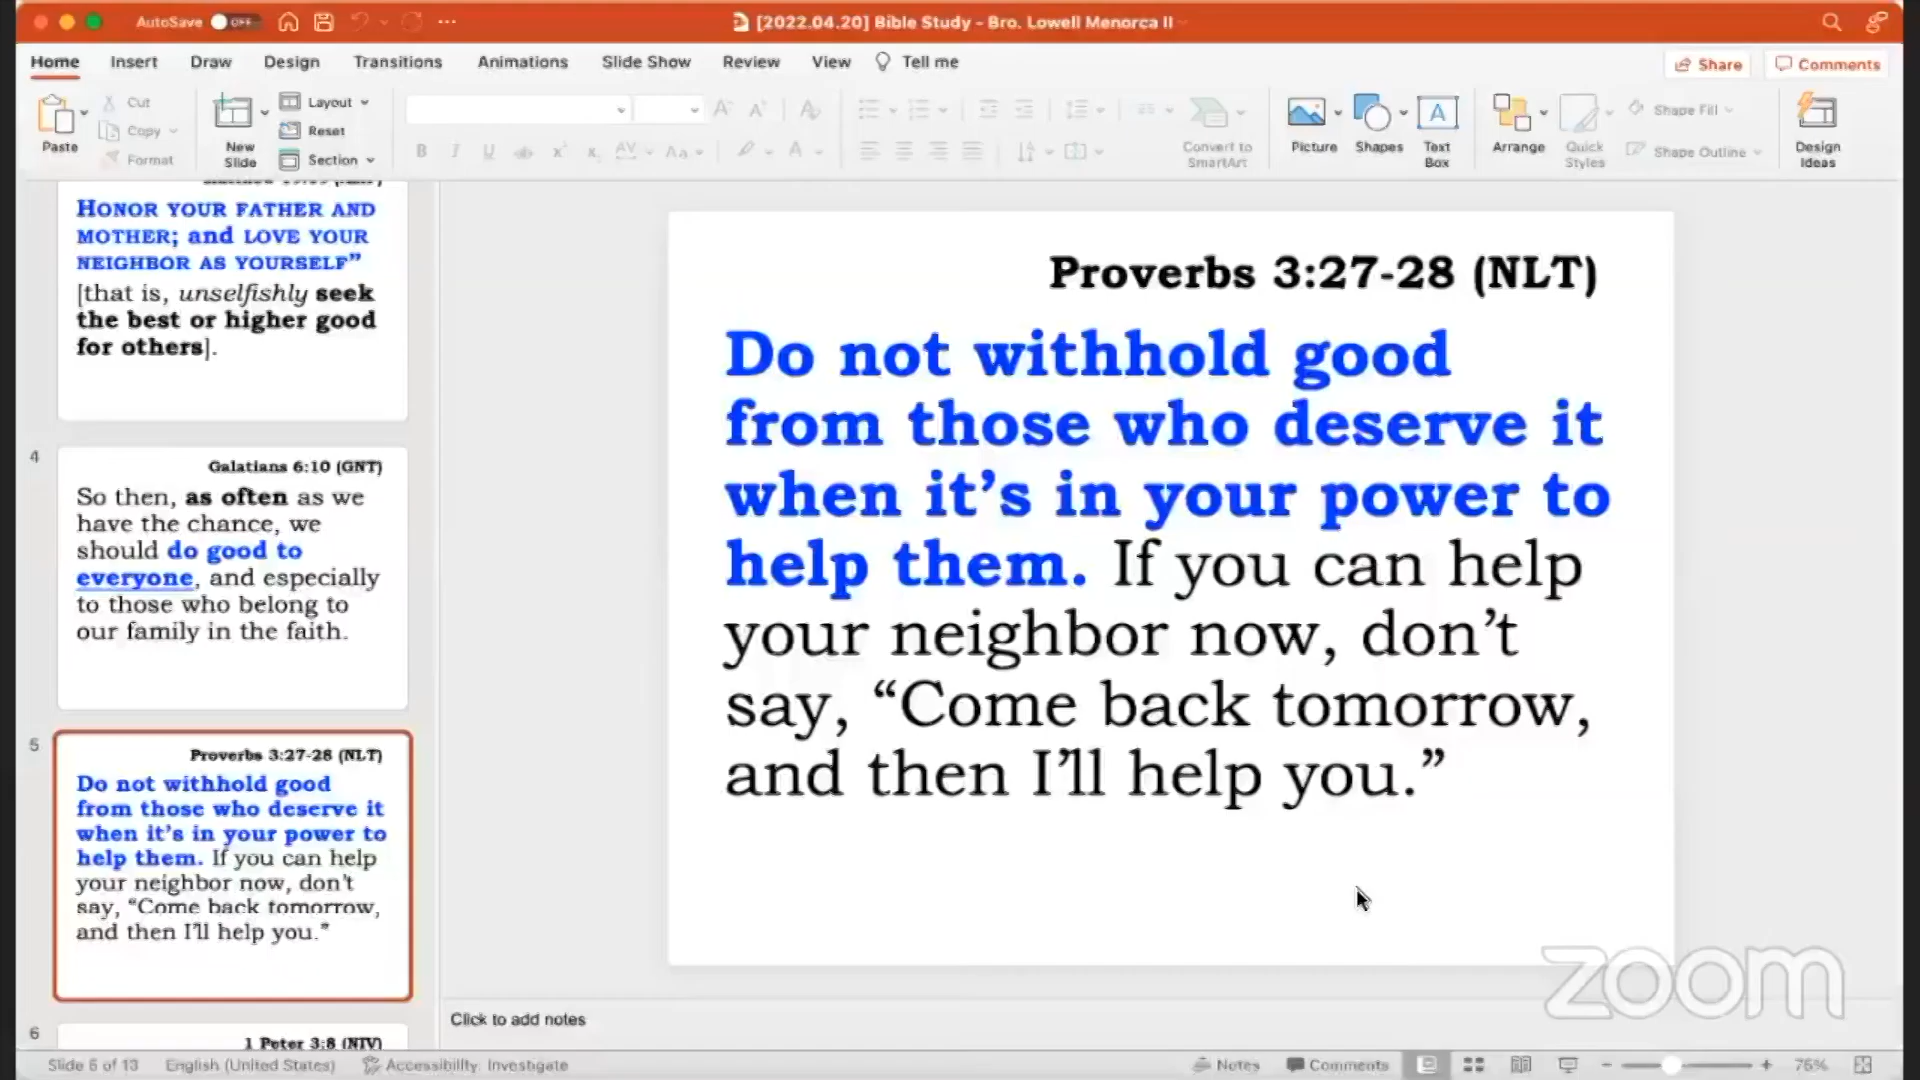 AutoSave OFF
[2022.04.20] Bible Study - Bro. Lowell Menorca II
Home Insert Draw Design Transitions Animations Slide Show Review View Tell me
Share Comments
Paste
Cut
Copy
Format
New
Slide
Layout
Reset
Section
Convert to
SmartArt
Picture
Shapes
Text
Box
Arrange
Quick
Styles
Shape Fill
Shape Outline
Design
Ideas
HONOR YOUR FATHER AND
MOTHER; and LOVE YOUR
NEIGHBOR AS YOURSELF”
[that is, unselfishly seek
the best or higher good
for others].
4
Galatians 6:10 (GNT)
So then, as often as we
have the chance, we
should do good to
everyone, and especially
to those who belong to
our family in the faith.
5
Proverbs 3:27-28 (NLT)
Do not withhold good
from those who deserve it
when it’s in your power to
help them. If you can help
your neighbor now, don’t
say, “Come back tomorrow,
and then I’ll help you.”
6
1 Peter 3:8 (NIV)
Proverbs 3:27-28 (NLT)
Do not withhold good
from those who deserve it
when it’s in your power to
help them. If you can help
your neighbor now, don’t
say, “Come back tomorrow,
and then I’ll help you.”
zoom
Click to add notes
Slide 5 of 13 English (United States) Accessibility: Investigate
Notes Comments 75%